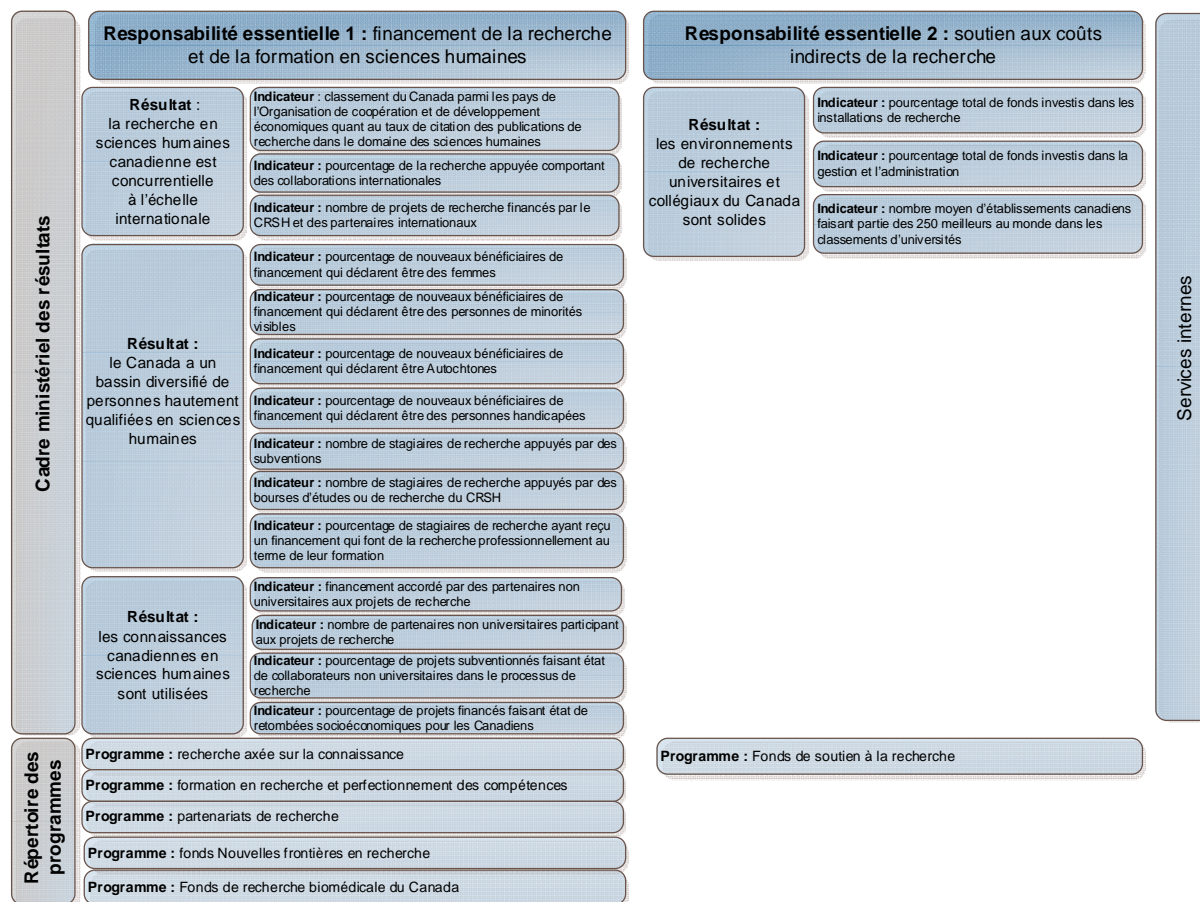 Cadre ministériel des résultats
Responsabilité essentielle 1 : financement de la recherche
et de la formation en sciences humaines
Résultat :
la recherche en
sciences humaines
canadienne est
concurrentielle
à l'échelle
internationale
Indicateur : classement du Canada parmi les pays de
l'Organisation de coopération et de développement
économiques quant au taux de citation des publications de
recherche dans le domaine des sciences humaines
Indicateur : pourcentage de la recherche appuyée comportant
des collaborations internationales
Indicateur : nombre de projets de recherche financés par le
CRSH et des partenaires internationaux
Résultat :
le Canada a un
bassin diversifié de
personnes hautement
qualifiées en sciences
humaines
Indicateur : pourcentage de nouveaux bénéficiaires de
financement qui déclarent être des femmes
Indicateur : pourcentage de nouveaux bénéficiaires de
financement qui déclarent être des personnes de minorités
visibles
Indicateur : pourcentage de nouveaux bénéficiaires de
financement qui déclarent être Autochtones
Indicateur : pourcentage de nouveaux bénéficiaires de
financement qui déclarent être des personnes handicapées
Indicateur : nombre de stagiaires de recherche appuyés par des
subventions
Indicateur : nombre de stagiaires de recherche appuyés par des
bourses d'études ou de recherche du CRSH
Indicateur : pourcentage de stagiaires de recherche ayant reçu
un financement qui font de la recherche professionnellement au
terme de leur formation
Résultat :
les connaissances
canadiennes en
sciences humaines
sont utilisées
Indicateur : financement accordé par des partenaires non
universitaires aux projets de recherche
Indicateur : nombre de partenaires non universitaires participant
aux projets de recherche
Indicateur : pourcentage de projets subventionnés faisant état
de collaborateurs non universitaires dans le processus de
recherche
Indicateur : pourcentage de projets financés faisant état de
retombées socioéconomiques pour les Canadiens
Responsabilité essentielle 2 : soutien aux coûts
indirects de la recherche
Résultat :
les environnements
de recherche
universitaires et
collégiaux du Canada
sont solides
Indicateur : pourcentage total de fonds investis dans les
installations de recherche
Indicateur : pourcentage total de fonds investis dans la
gestion et l'administration
Indicateur : nombre moyen d'établissements canadiens
faisant partie des 250 meilleurs au monde dans les
classements d'universités
Services internes
Répertoire des
programmes
Programme : recherche axée sur la connaissance
Programme : formation en recherche et perfectionnement des compétences
Programme : partenariats de recherche
Programme : fonds Nouvelles frontières en recherche
Programme : Fonds de recherche biomédicale du Canada
Programme : Fonds de soutien à la recherche